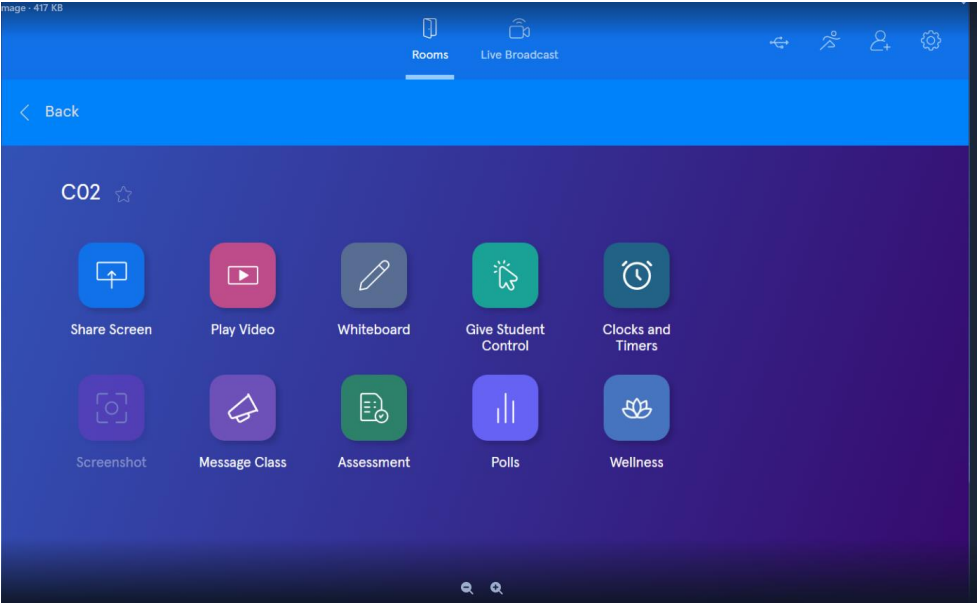 mage - 417 KB
Rooms
Live Broadcast
Back
C02
Share Screen
Play Video
Whiteboard
Give Student
Control
Clocks and
Timers
Screenshot
Message Class
Assessment
Polls
Wellness